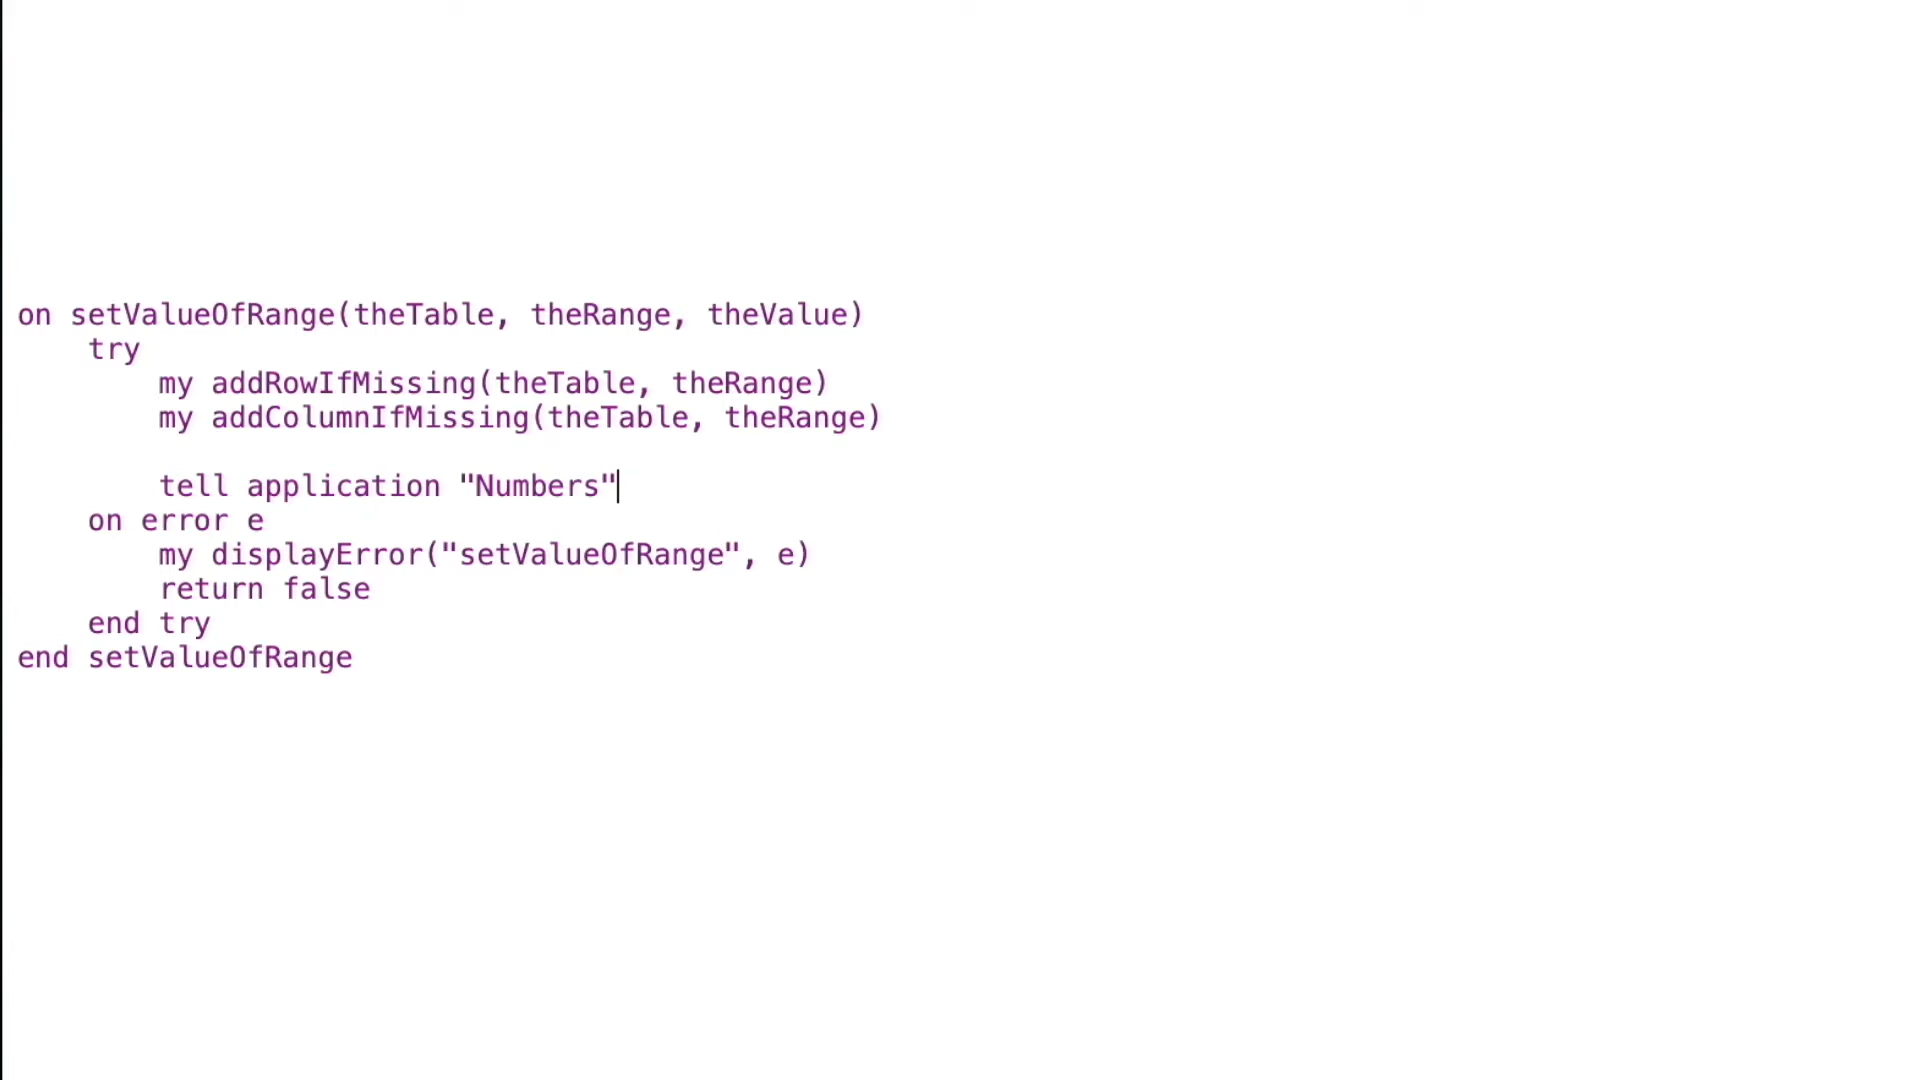 on setValueOfRange(theTable, theRange, theValue)
try
my addRowIfMissing(theTable, theRange)
my addColumnIfMissing(theTable, theRange)
tell application "Numbers"
on error e
my displayError("setValueOfRange", e)
return false
end try
end setValueOfRange